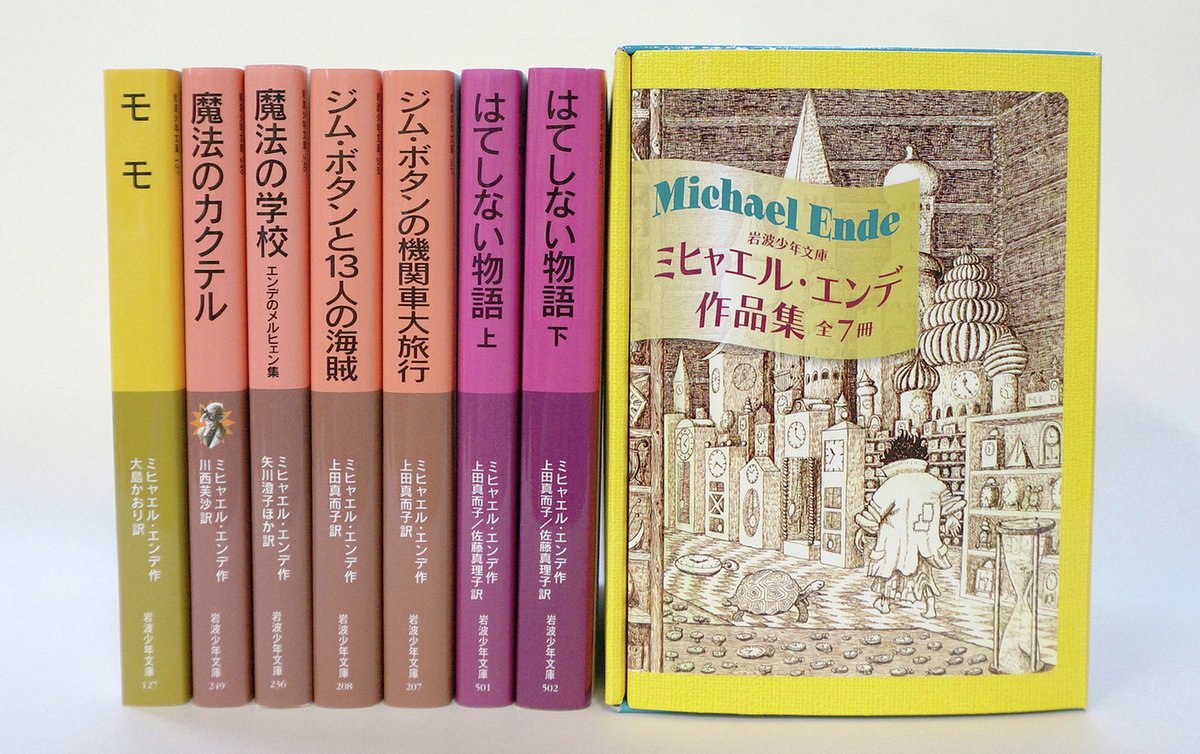 モモ
ミヒャエル・エンデ作
大島かおり訳
岩波少年文庫
127
魔法のカクテル
ミヒャエル・エンデ作
川西芙沙訳
岩波少年文庫
249
魔法の学校
エンデのメルヒェン集
ミヒャエル・エンデ作
矢川澄子ほか訳
岩波少年文庫
236
ジム・ボタンと13人の海賊
ミヒャエル・エンデ作
上田真而子訳
岩波少年文庫
208
ジム・ボタンの機関車大旅行
ミヒャエル・エンデ作
上田真而子訳
岩波少年文庫
207
はてしない物語 上
ミヒャエル・エンデ作
上田真而子/佐藤真理子訳
岩波少年文庫
501
はてしない物語 下
ミヒャエル・エンデ作
上田真而子/佐藤真理子訳
岩波少年文庫
502
Michael Ende
岩波少年文庫
ミヒャエル・エンデ
作品集 全7冊